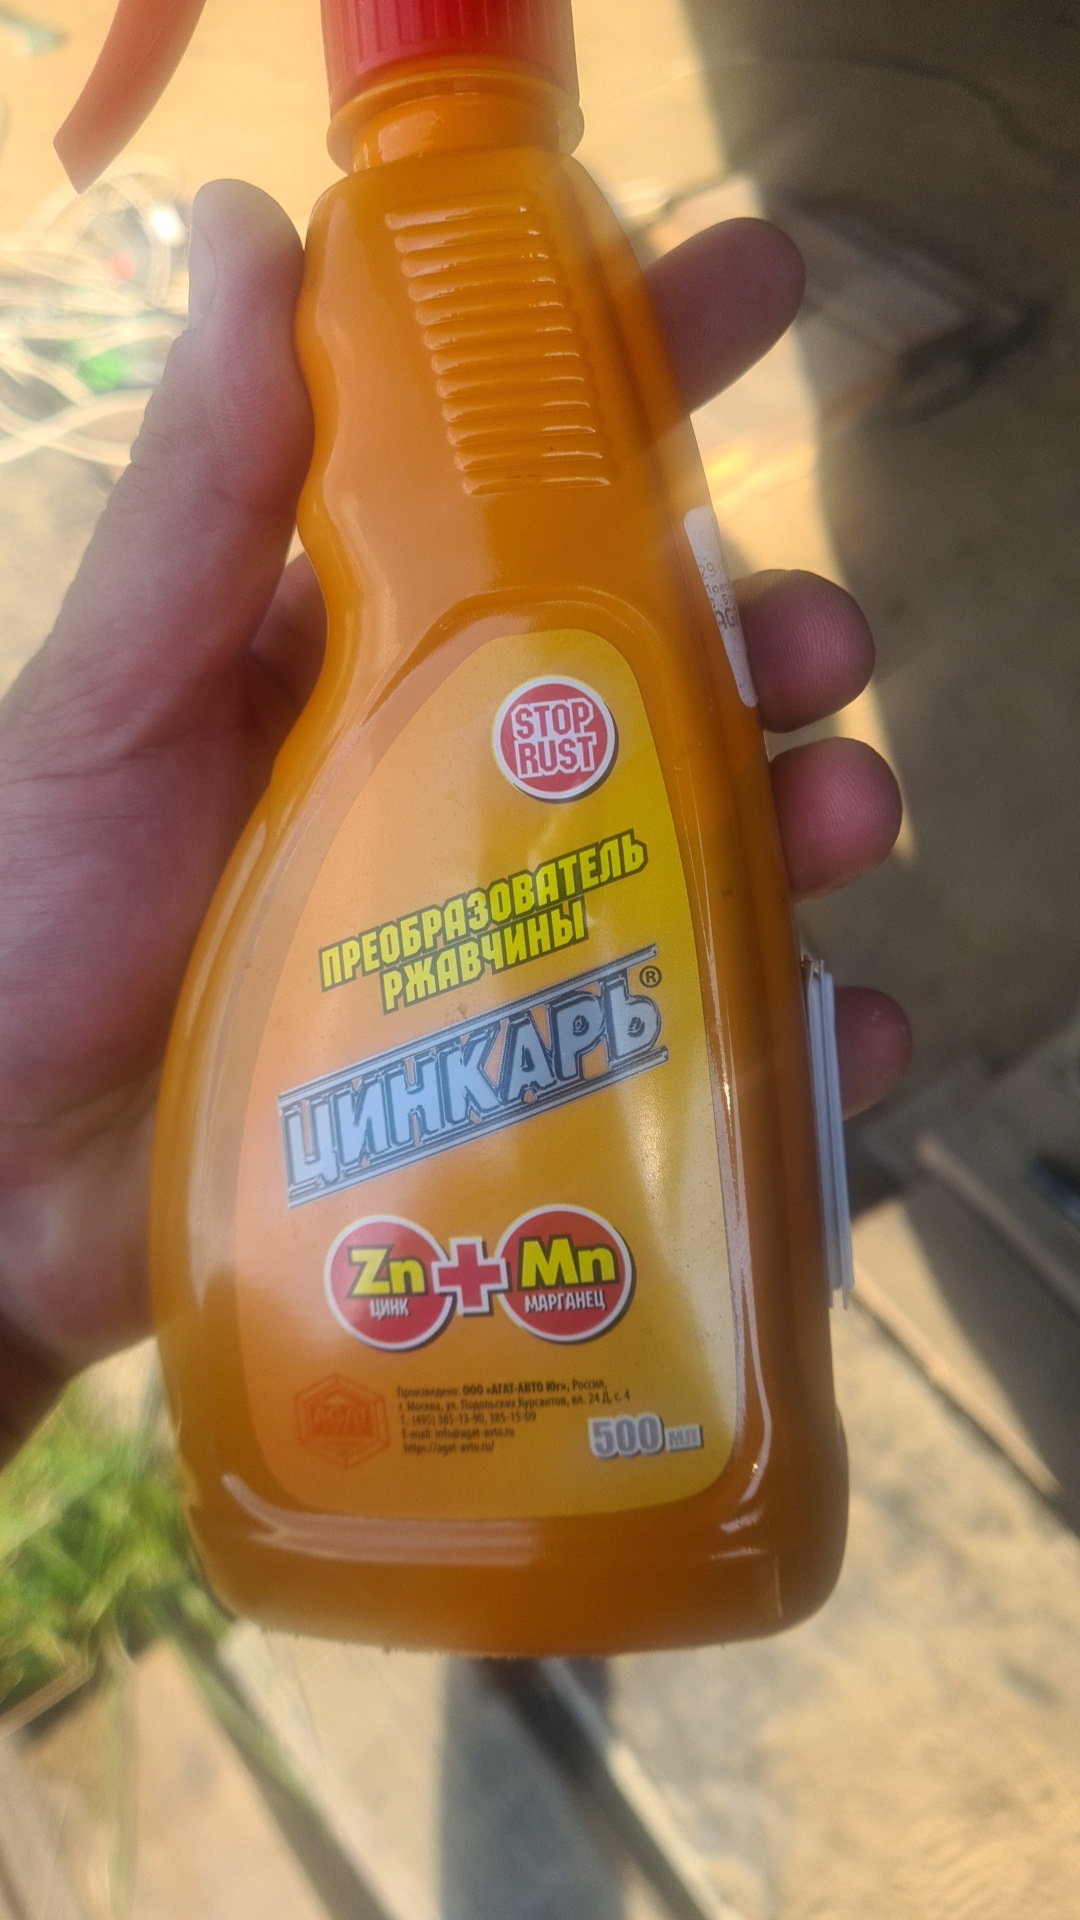 STOP
RUST
ПРЕОБРАЗОВАТЕЛЬ
РЖАВЧИНЫ
ЦИНКАРЬ®
Zn + Mn
ЦИНК МАРГАНЕЦ
Произведено: ООО «АГАТ-АВТО Юг», Россия,
г. Москва, ул. Подольских Курсантов, вл. 24 Д, с. 4
Т.: (495) 385-13-90, 385-15-09
E-mail: info@agat-avto.ru
https://agat-avto.ru/
500 мл
29